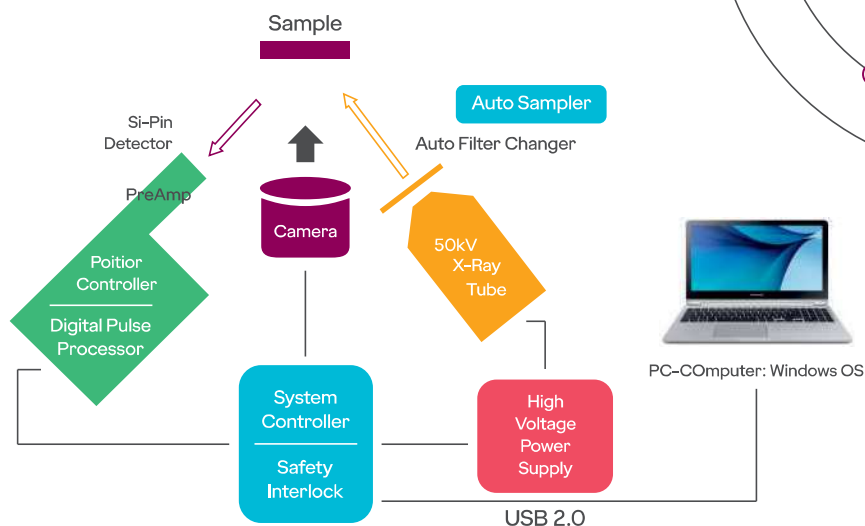 Sample
Auto Sampler
Si-Pin
Detector
Auto Filter Changer
PreAmp
Camera
50kV
X-Ray
Tube
Poitior
Controller
Digital Pulse
Processor
PC-COmputer: Windows OS
System
Controller
Safety
Interlock
High
Voltage
Power
Supply
USB 2.0